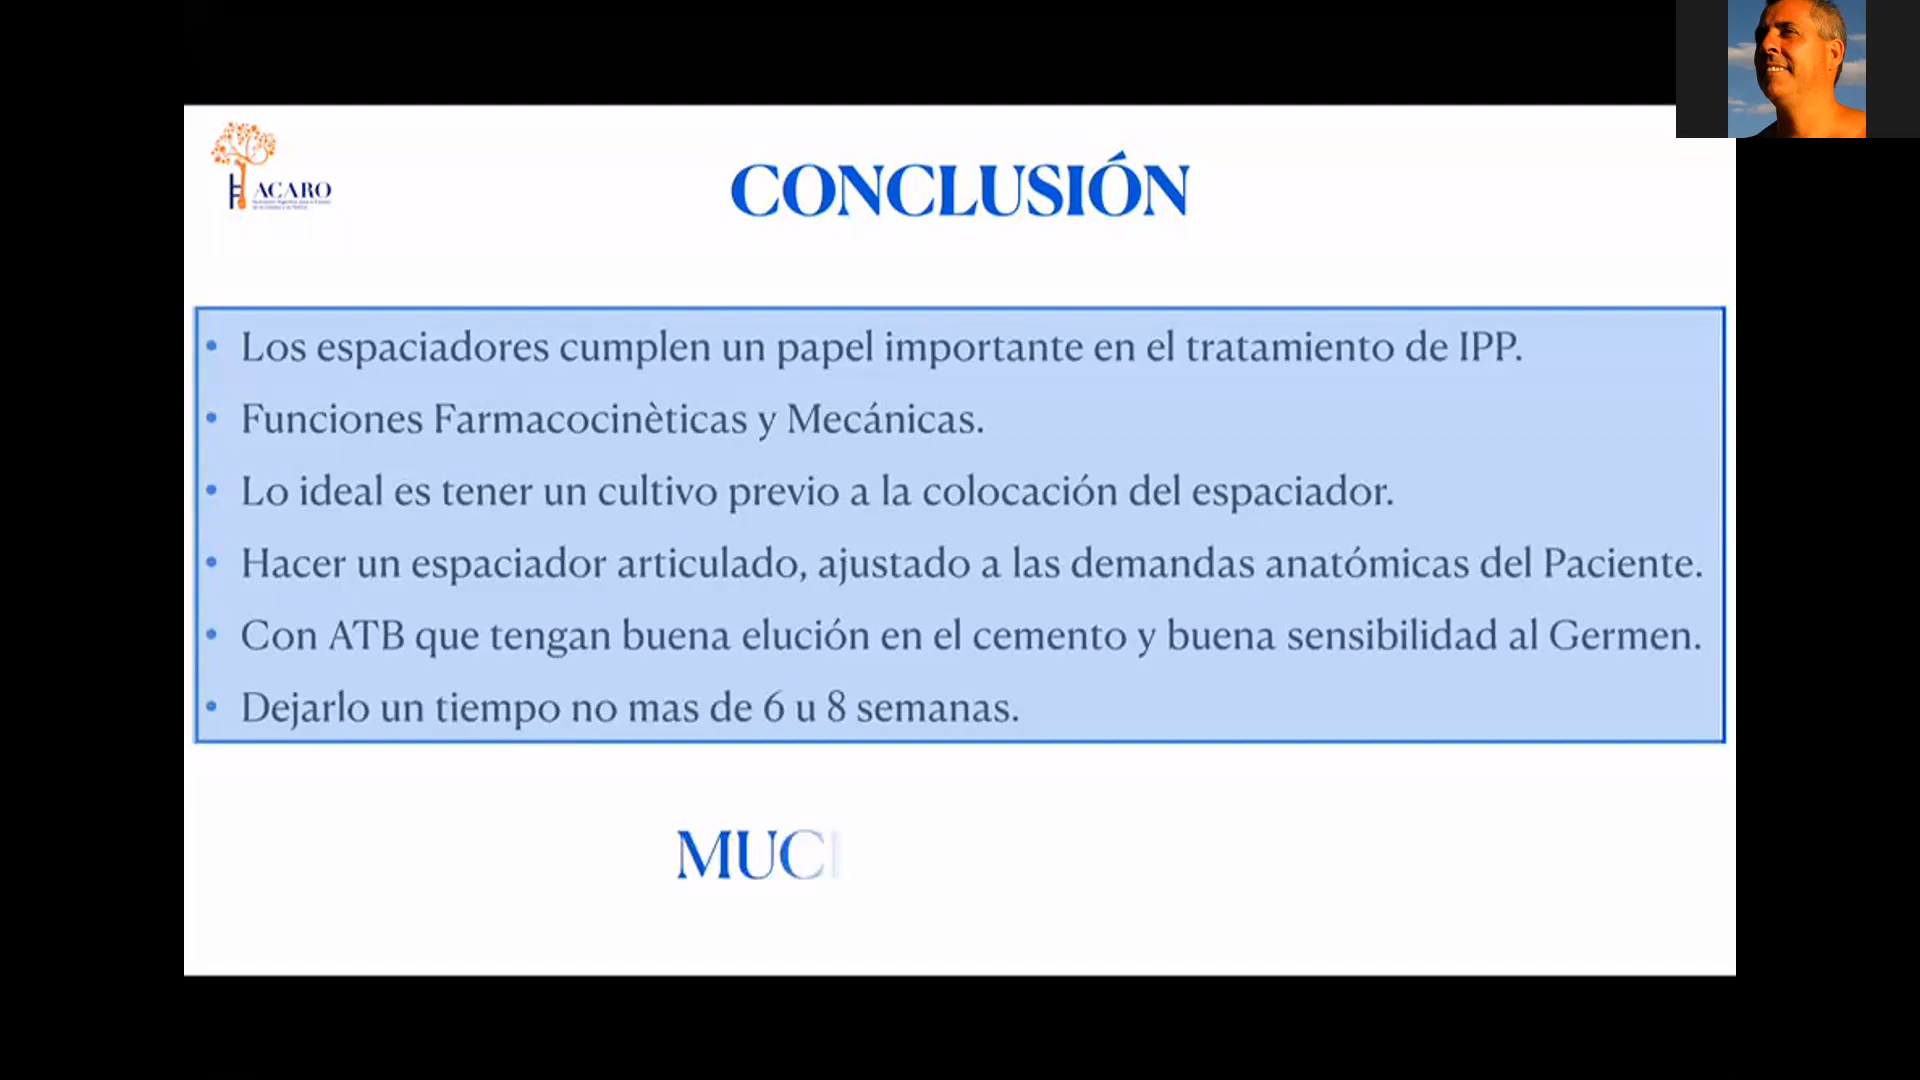 ACARO
CONCLUSIÓN
• Los espaciadores cumplen un papel importante en el tratamiento de IPP.
• Funciones Farmacocinèticas y Mecánicas.
• Lo ideal es tener un cultivo previo a la colocación del espaciador.
• Hacer un espaciador articulado, ajustado a las demandas anatómicas del Paciente.
• Con ATB que tengan buena elución en el cemento y buena sensibilidad al Germen.
• Dejarlo un tiempo no mas de 6 u 8 semanas.
MUC